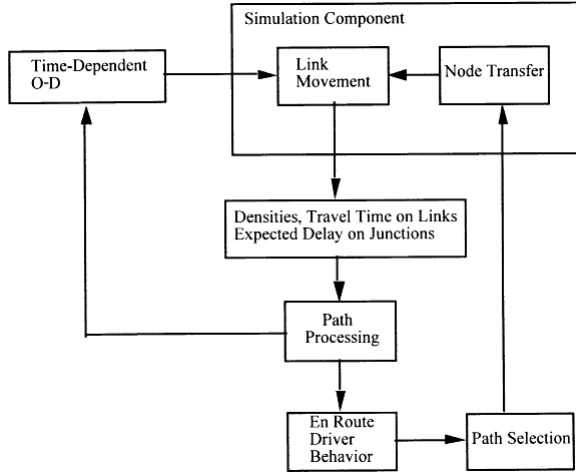 Simulation Component
Time-Dependent
O-D
Link
Movement
Node Transfer
Densities, Travel Time on Links
Expected Delay on Junctions
Path
Processing
En Route
Driver
Behavior
Path Selection